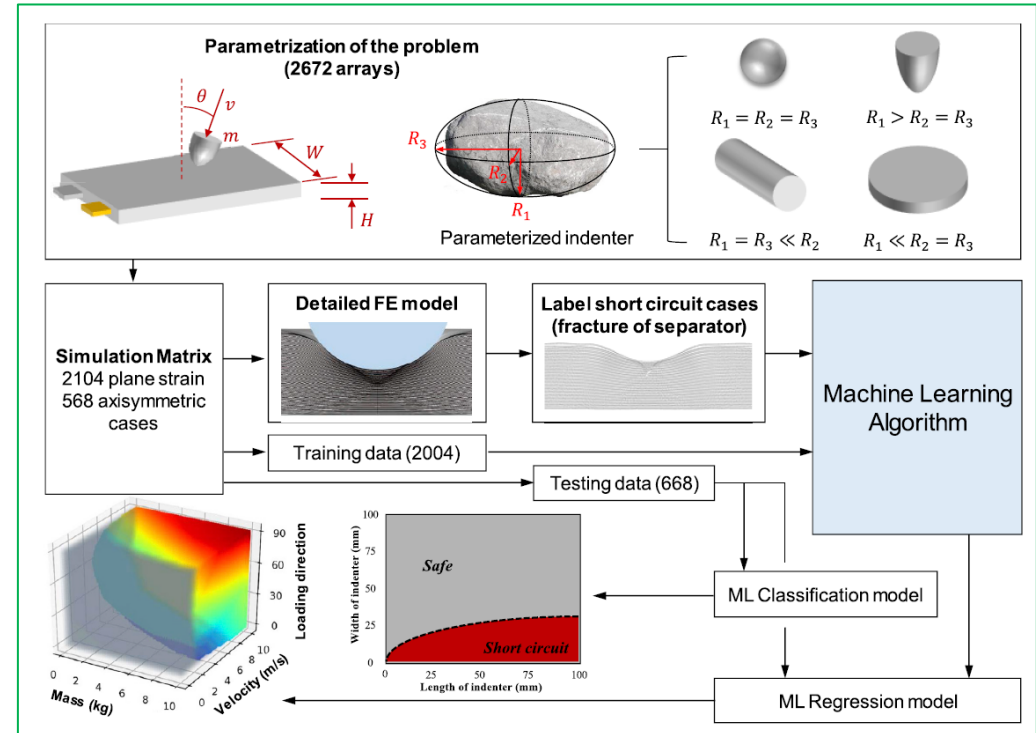 Parametrization of the problem
(2672 arrays)
θ
v
m
W
H
R₃
R₂
R₁
Parameterized indenter
R₁ = R₂ = R₃
R₁ > R₂ = R₃
R₁ = R₃ ≪ R₂
R₁ ≪ R₂ = R₃
Simulation Matrix
2104 plane strain
568 axisymmetric
cases
Detailed FE model
Label short circuit cases
(fracture of separator)
Machine Learning
Algorithm
Training data (2004)
Testing data (668)
ML Classification model
ML Regression model
90
60
30
0
Loading direction
0 2 4 6 8 10
Mass (kg)
0 2 4 6 8 10
Velocity (m/s)
100
75
50
25
0
Width of indenter (mm)
Safe
Short circuit
0 25 50 75 100
Length of indenter (mm)